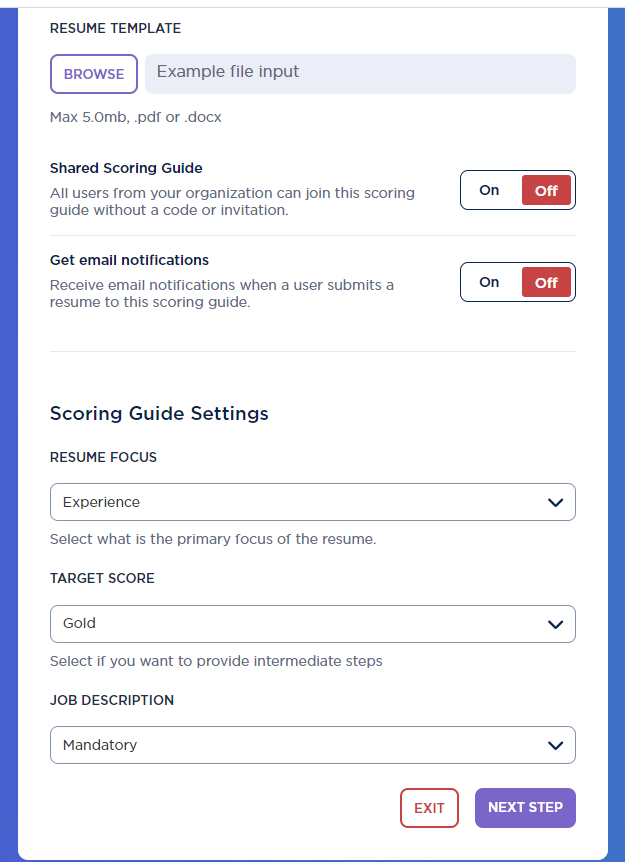 RESUME TEMPLATE
BROWSE
Example file input
Max 5.0mb, .pdf or .docx
Shared Scoring Guide
All users from your organization can join this scoring
guide without a code or invitation.
On
Off
Get email notifications
Receive email notifications when a user submits a
resume to this scoring guide.
On
Off
Scoring Guide Settings
RESUME FOCUS
Experience
Select what is the primary focus of the resume.
TARGET SCORE
Gold
Select if you want to provide intermediate steps
JOB DESCRIPTION
Mandatory
EXIT
NEXT STEP